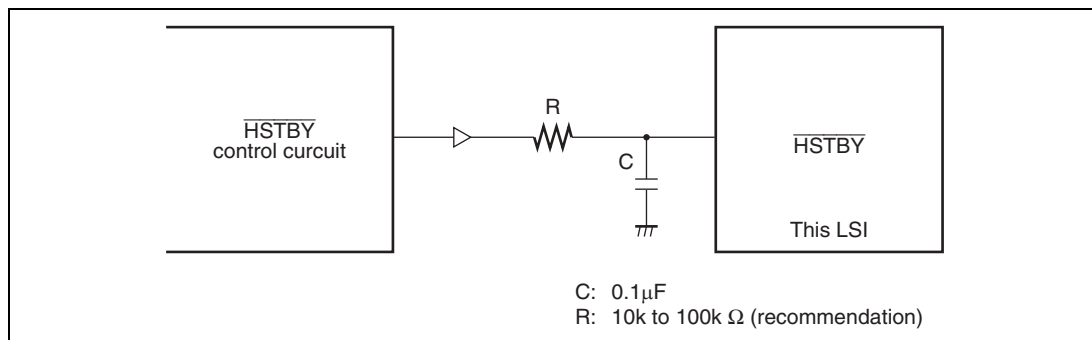 HSTBY
control curcuit
R
C
HSTBY
This LSI
C: 0.1μF
R: 10k to 100k Ω (recommendation)